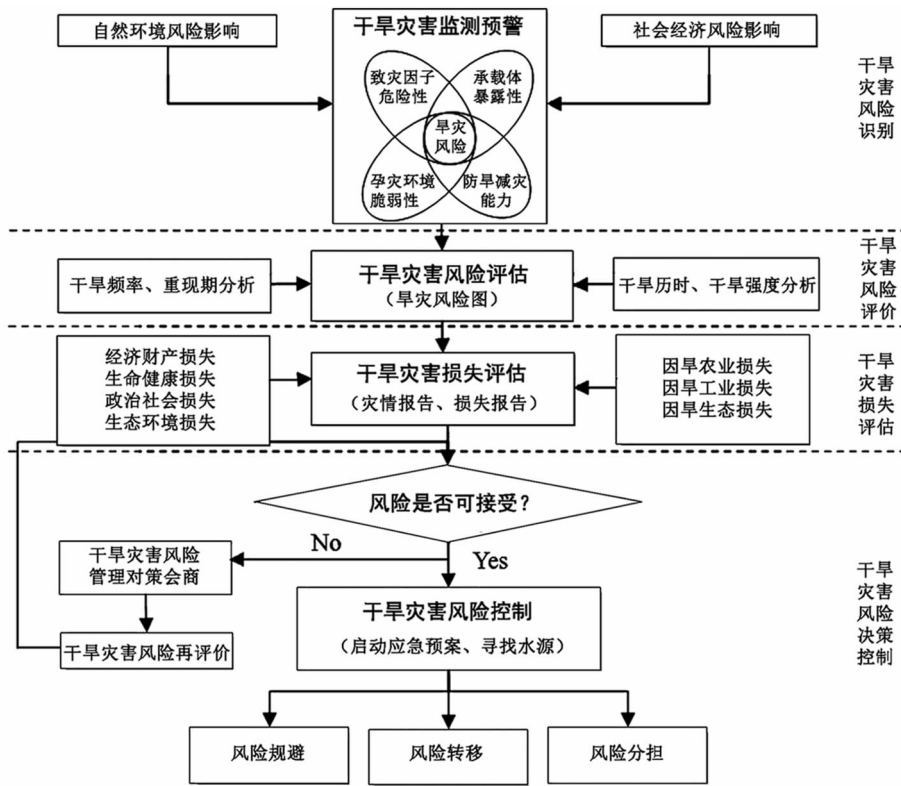 自然环境风险影响
干旱灾害监测预警
社会经济风险影响
致灾因子
危险性
承载体
暴露性
旱灾
风险
孕灾环境
脆弱性
防旱减灾
能力
干旱
灾害
风险
识别
干旱频率、重现期分析
干旱灾害风险评估
(旱灾风险图)
干旱历时、干旱强度分析
干旱
灾害
风险
评价
经济财产损失
生命健康损失
政治社会损失
生态环境损失
干旱灾害损失评估
(灾情报告、损失报告)
因旱农业损失
因旱工业损失
因旱生态损失
干旱
灾害
损失
评估
风险是否可接受?
No
Yes
干旱灾害风险
管理对策会商
干旱灾害风险再评价
干旱灾害风险控制
(启动应急预案、寻找水源)
干旱
灾害
风险
决策
控制
风险规避
风险转移
风险分担